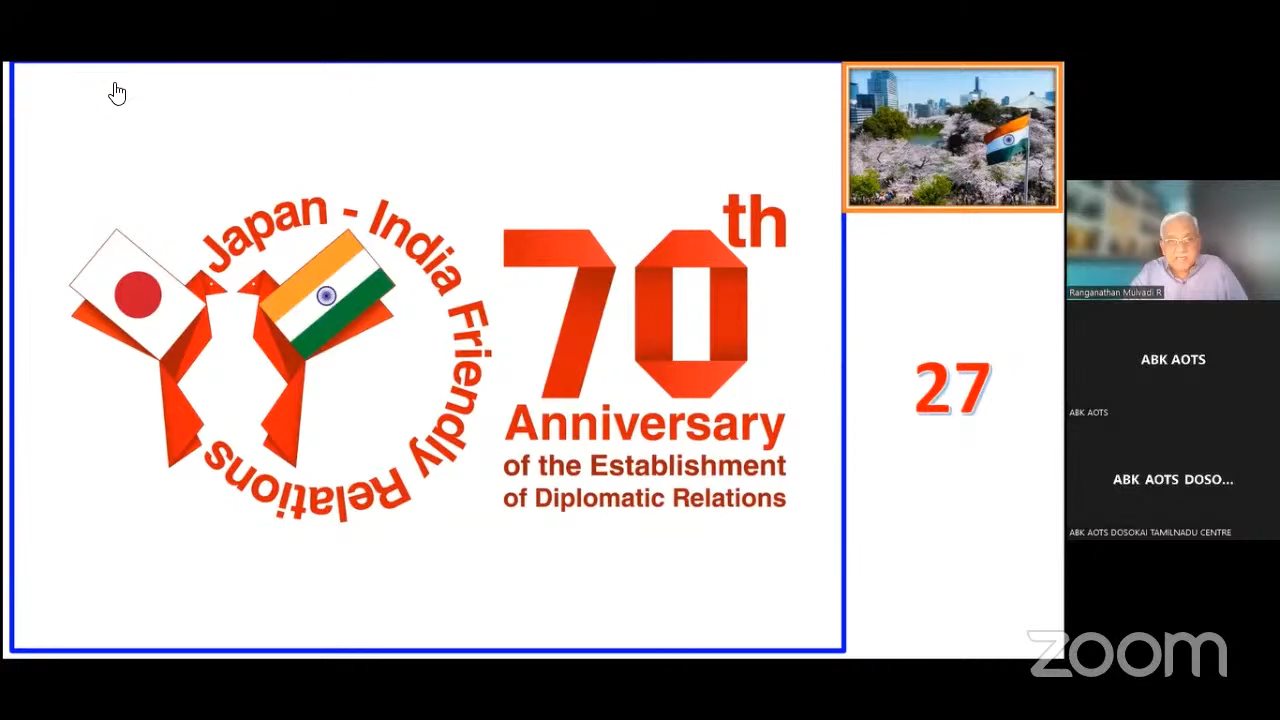 Japan - India Friendly Relations
70th
Anniversary
of the Establishment
of Diplomatic Relations
27
Ranganathan Mulvadi R
ABK AOTS
ABK AOTS
ABK AOTS DOSO...
ABK AOTS DOSOKAI TAMILNADU CENTRE
zoom